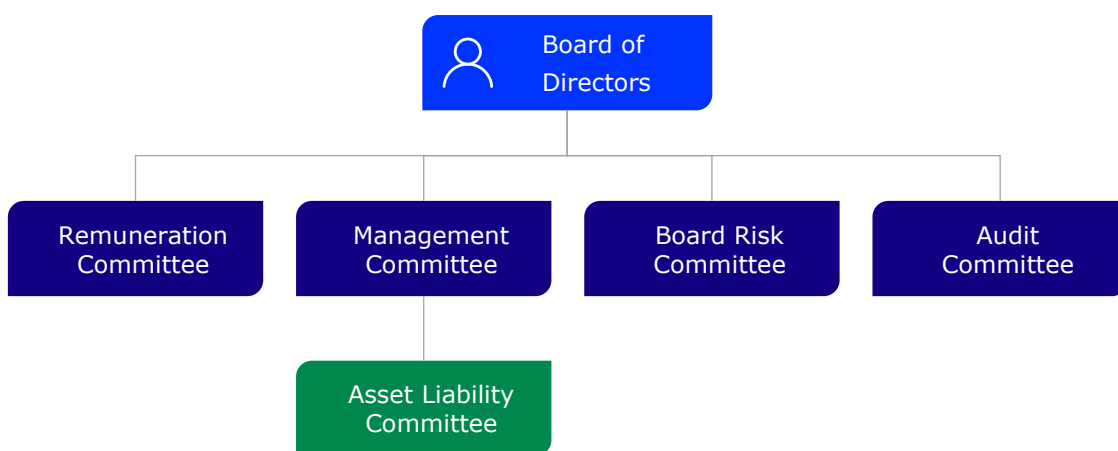 Board of
Directors
Remuneration
Committee
Management
Committee
Board Risk
Committee
Audit
Committee
Asset Liability
Committee